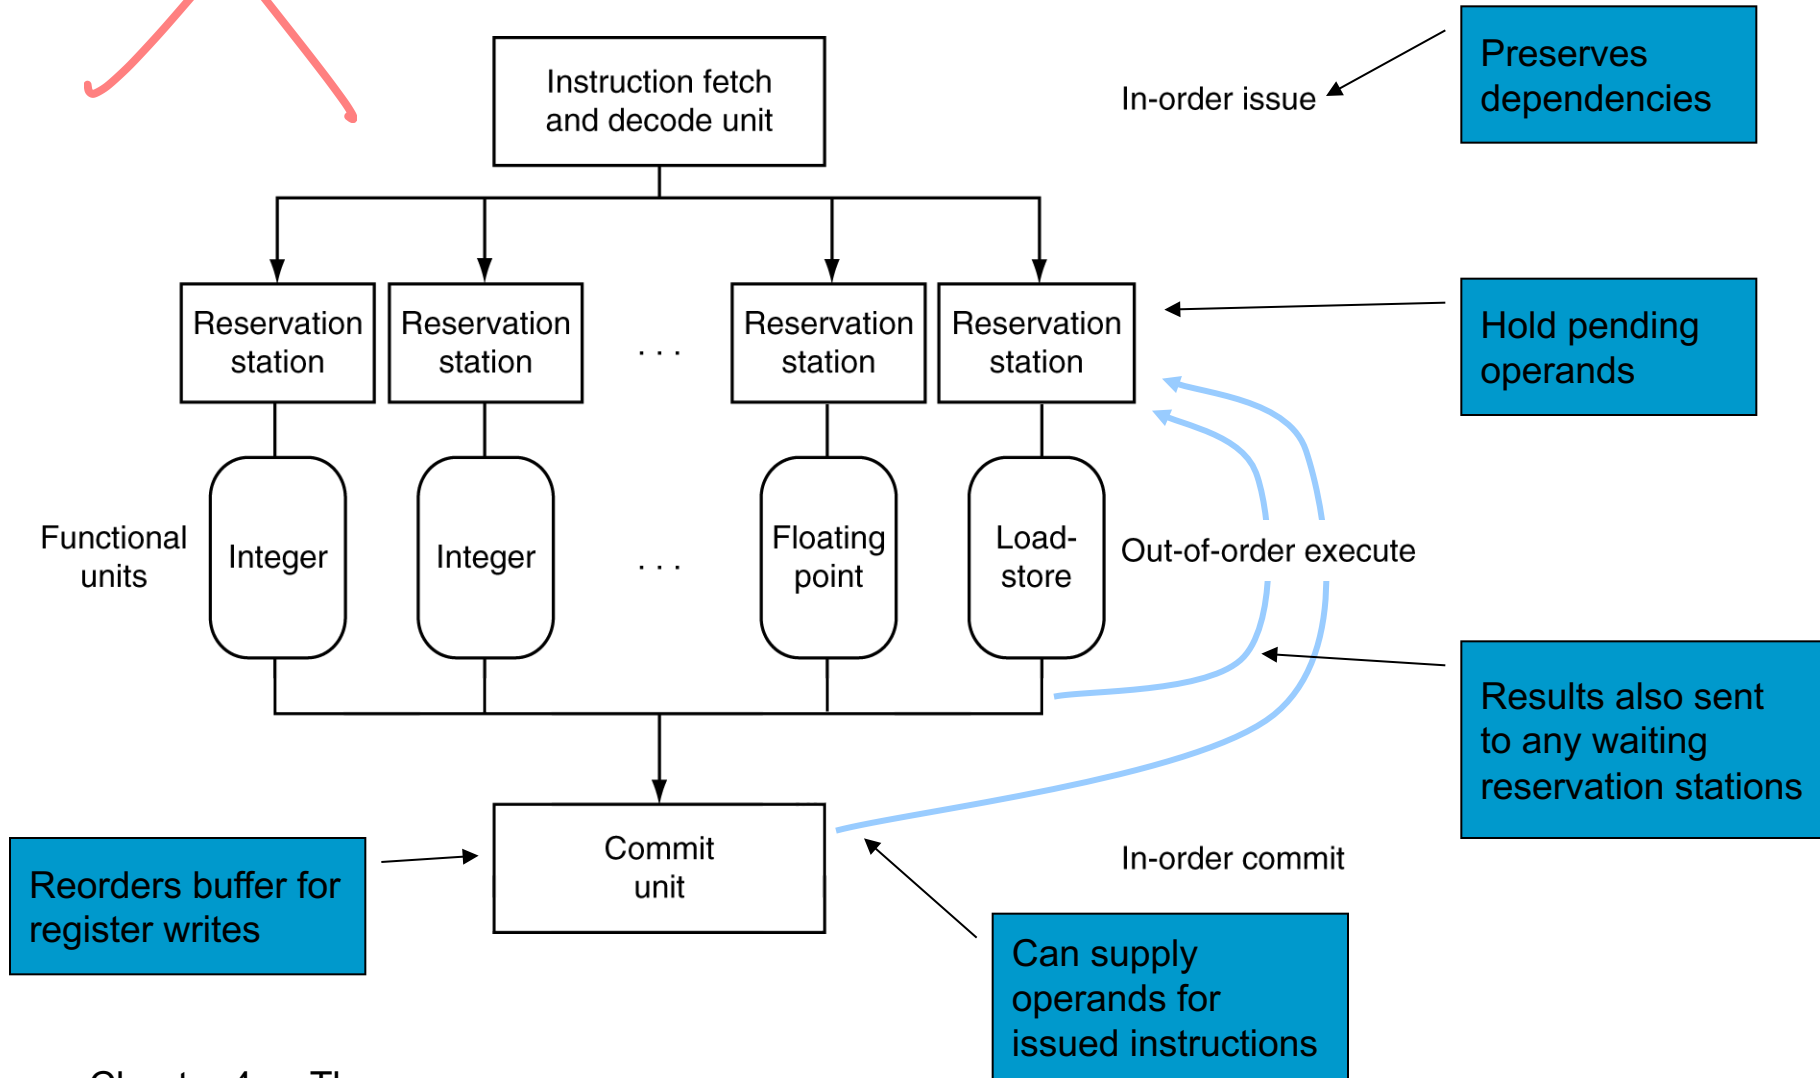 Instruction fetch
and decode unit
In-order issue
Preserves
dependencies
Reservation
station
Reservation
station
. . .
Reservation
station
Reservation
station
Hold pending
operands
Functional
units
Integer
Integer
. . .
Floating
point
Load-
store
Out-of-order execute
Results also sent
to any waiting
reservation stations
Commit
unit
In-order commit
Reorders buffer for
register writes
Can supply
operands for
issued instructions